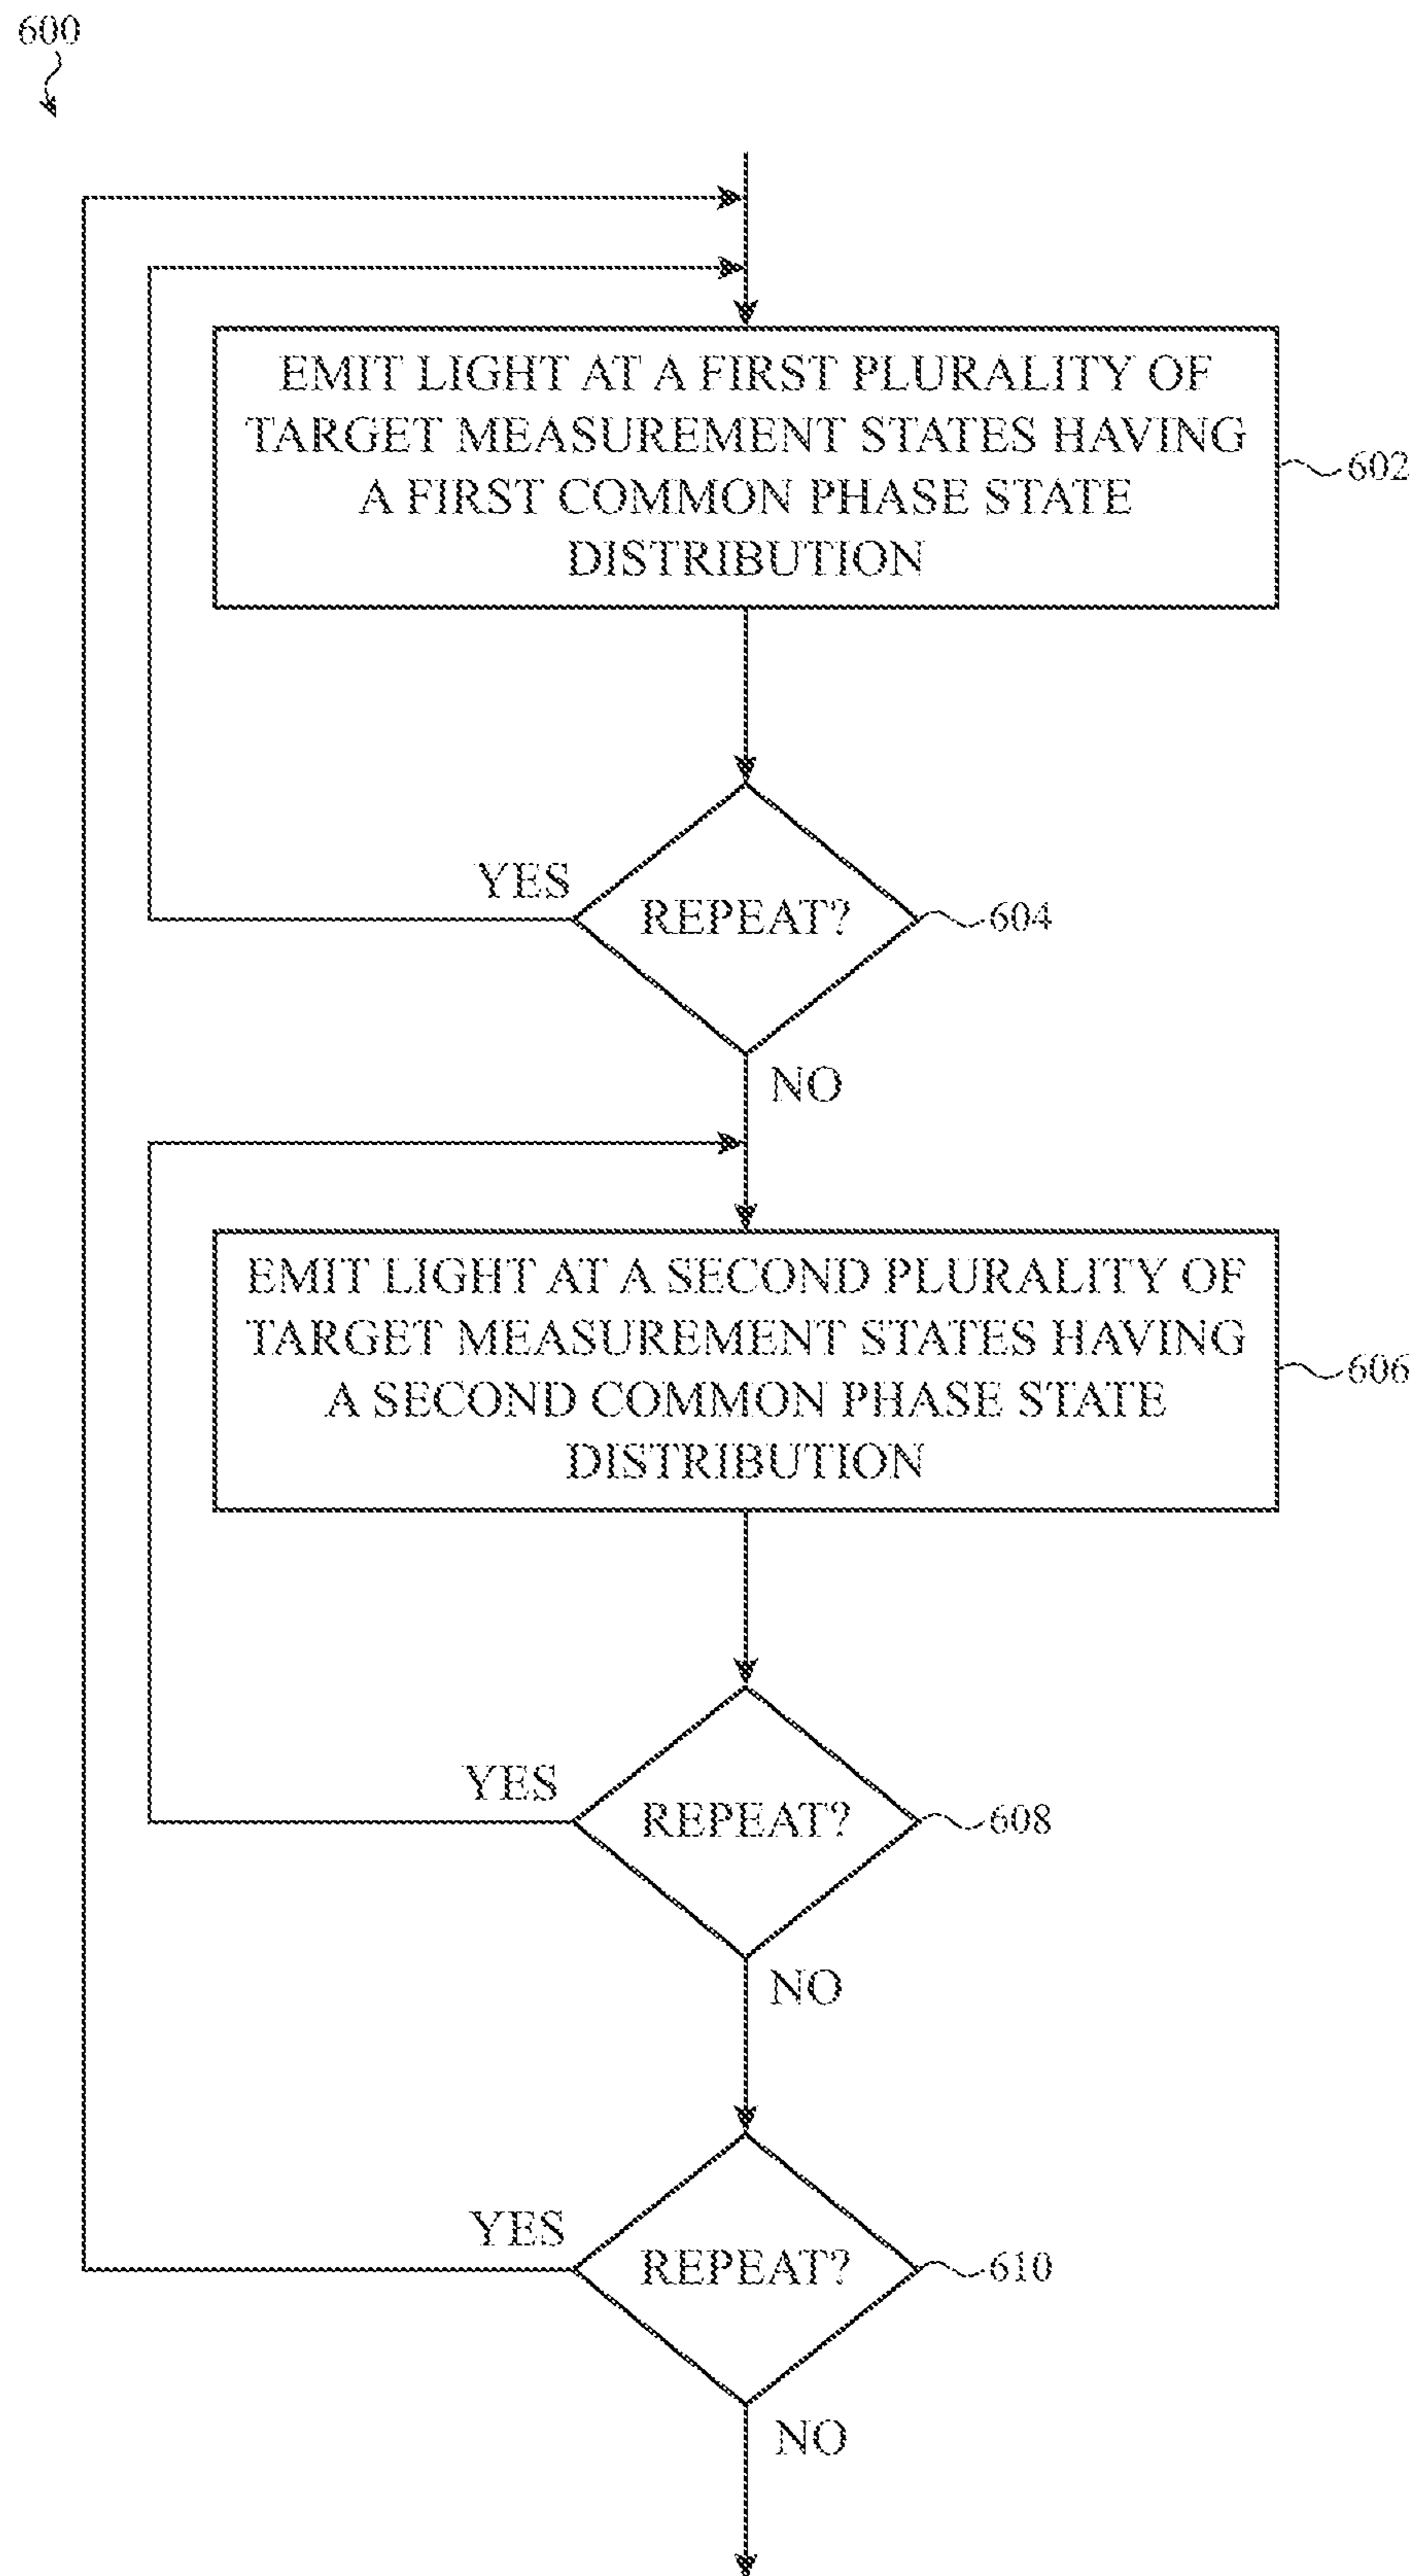 600
EMIT LIGHT AT A FIRST PLURALITY OF
TARGET MEASUREMENT STATES HAVING
A FIRST COMMON PHASE STATE
DISTRIBUTION
602
YES
REPEAT?
604
NO
EMIT LIGHT AT A SECOND PLURALITY OF
TARGET MEASUREMENT STATES HAVING
A SECOND COMMON PHASE STATE
DISTRIBUTION
606
YES
REPEAT?
608
NO
YES
REPEAT?
610
NO